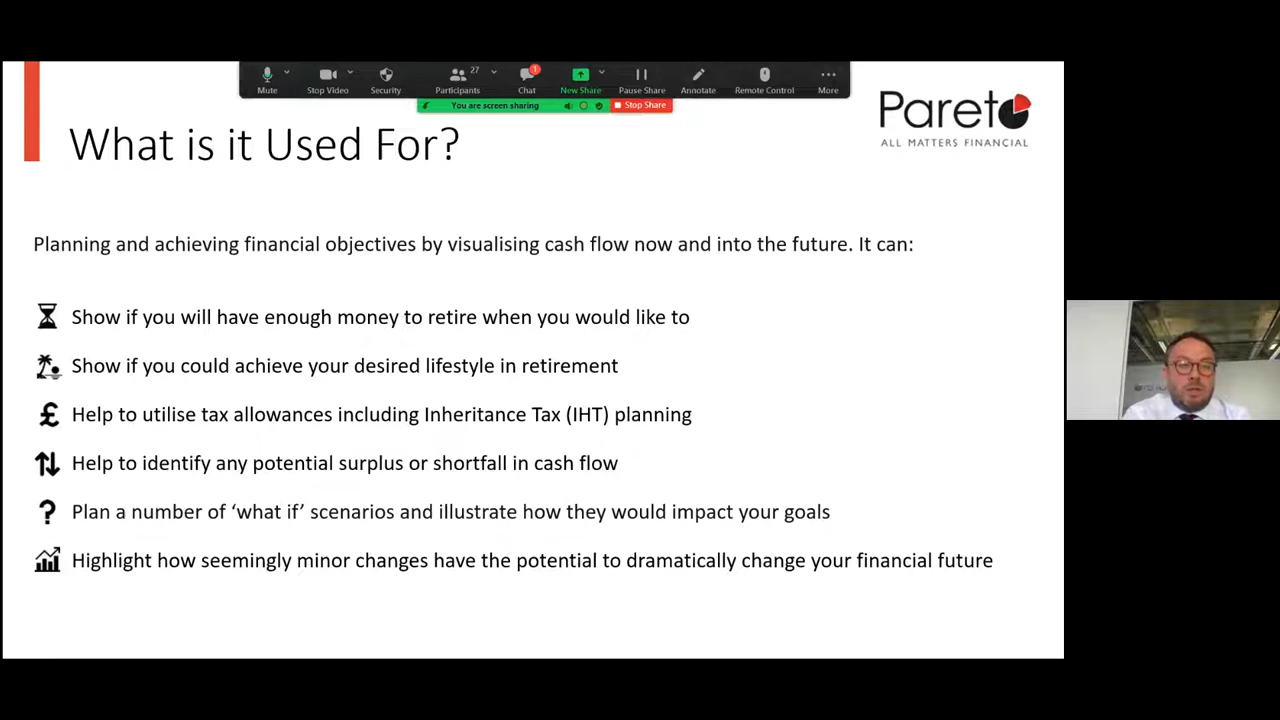 27
1
Mute
Stop Video
Security
Participants
Chat
New Share
Pause Share
Annotate
Remote Control
More
You are screen sharing
Stop Share
Pareto
ALL MATTERS FINANCIAL
What is it Used For?
Planning and achieving financial objectives by visualising cash flow now and into the future. It can:
Show if you will have enough money to retire when you would like to
Show if you could achieve your desired lifestyle in retirement
£ Help to utilise tax allowances including Inheritance Tax (IHT) planning
Help to identify any potential surplus or shortfall in cash flow
? Plan a number of ‘what if’ scenarios and illustrate how they would impact your goals
Highlight how seemingly minor changes have the potential to dramatically change your financial future